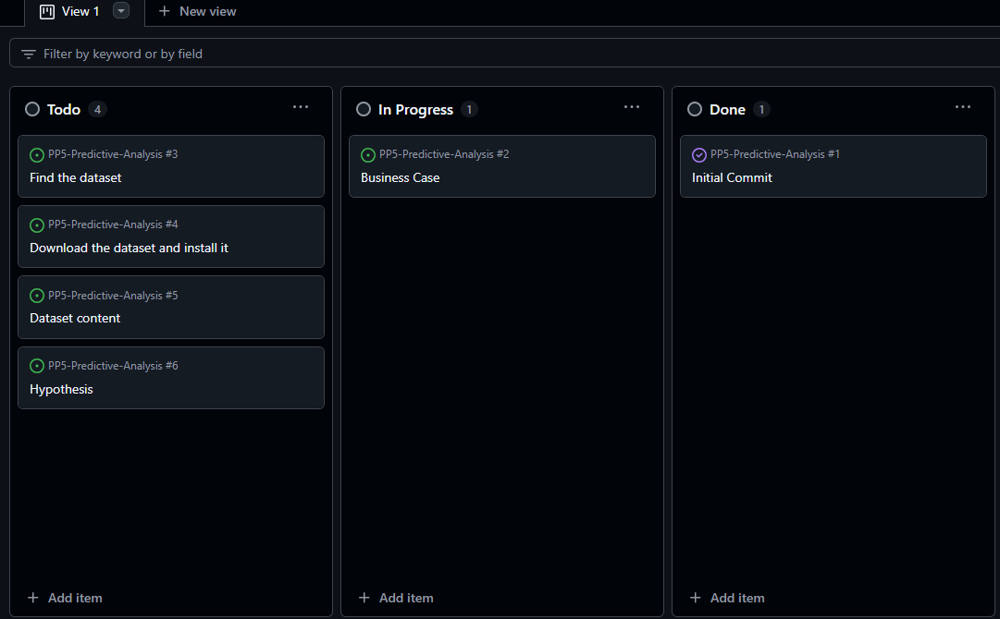 View 1
New view
Filter by keyword or by field
Todo 4
PP5-Predictive-Analysis #3
Find the dataset
PP5-Predictive-Analysis #4
Download the dataset and install it
PP5-Predictive-Analysis #5
Dataset content
PP5-Predictive-Analysis #6
Hypothesis
Add item
In Progress 1
PP5-Predictive-Analysis #2
Business Case
Add item
Done 1
PP5-Predictive-Analysis #1
Initial Commit
Add item